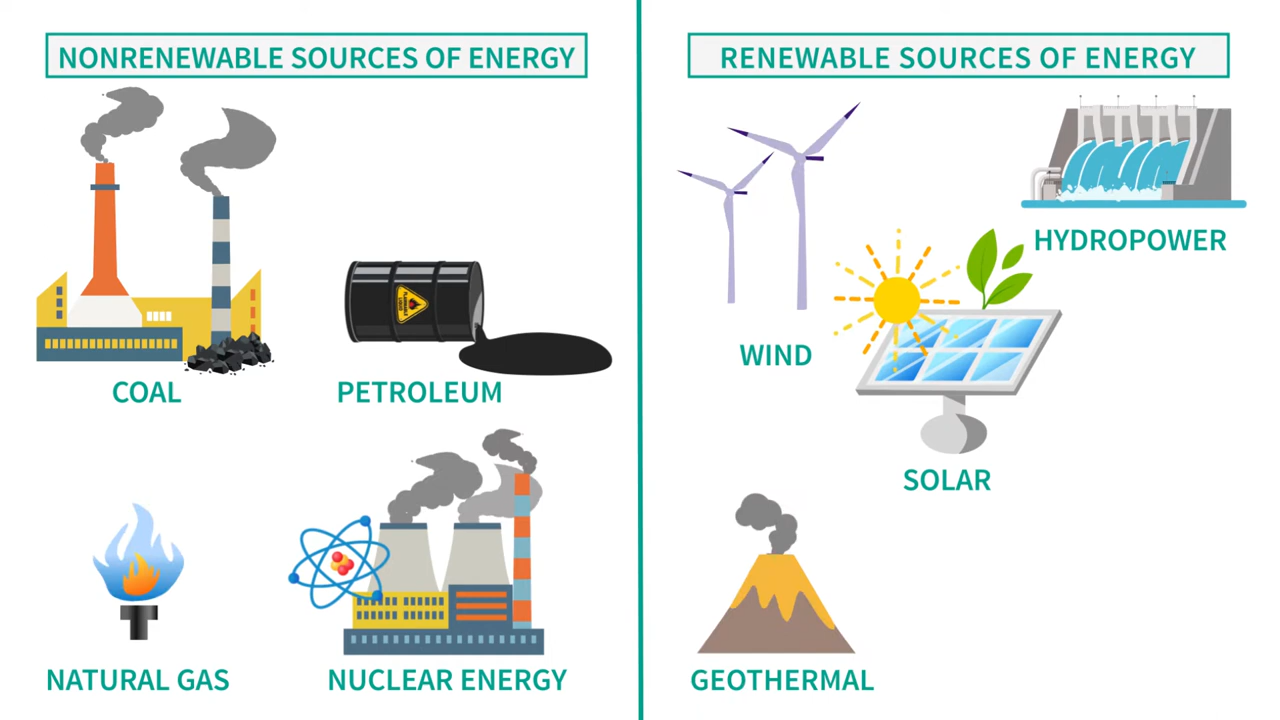 NONRENEWABLE SOURCES OF ENERGY
COAL
PETROLEUM
NATURAL GAS
NUCLEAR ENERGY
RENEWABLE SOURCES OF ENERGY
HYDROPOWER
WIND
SOLAR
GEOTHERMAL